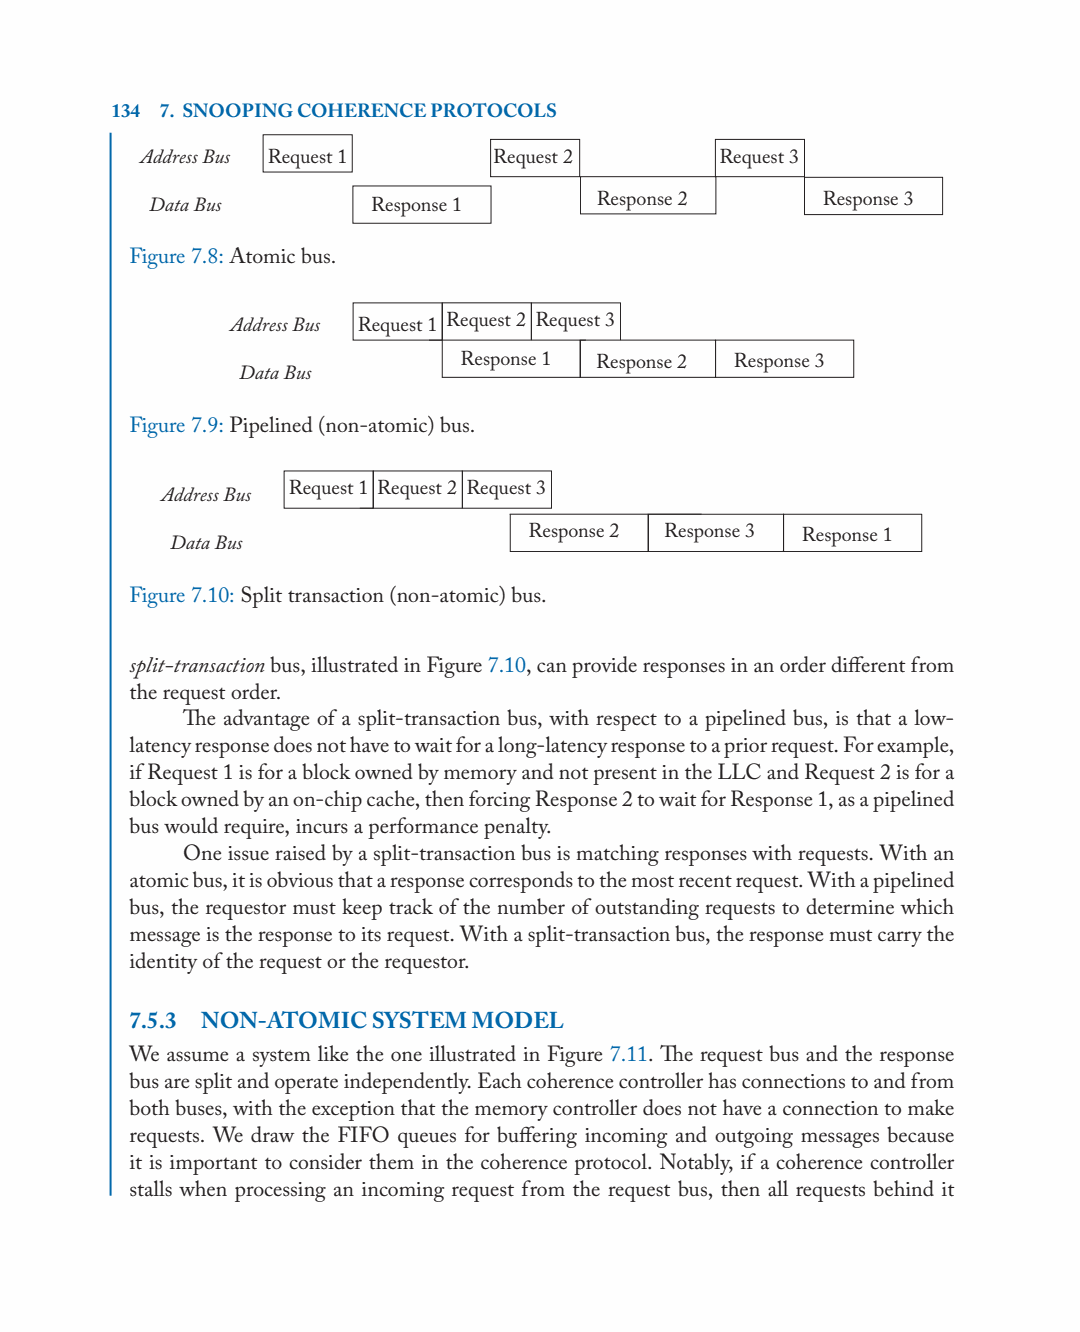 134 7. SNOOPING COHERENCE PROTOCOLS
Address Bus Request 1 Request 2 Request 3
Data Bus Response 1 Response 2 Response 3
Figure 7.8: Atomic bus.
Address Bus Request 1 Request 2 Request 3
Data Bus Response 1 Response 2 Response 3
Figure 7.9: Pipelined (non-atomic) bus.
Address Bus Request 1 Request 2 Request 3
Data Bus Response 2 Response 3 Response 1
Figure 7.10: Split transaction (non-atomic) bus.
split-transaction bus, illustrated in Figure 7.10, can provide responses in an order different from
the request order.
The advantage of a split-transaction bus, with respect to a pipelined bus, is that a low-
latency response does not have to wait for a long-latency response to a prior request. For example,
if Request 1 is for a block owned by memory and not present in the LLC and Request 2 is for a
block owned by an on-chip cache, then forcing Response 2 to wait for Response 1, as a pipelined
bus would require, incurs a performance penalty.
One issue raised by a split-transaction bus is matching responses with requests. With an
atomic bus, it is obvious that a response corresponds to the most recent request. With a pipelined
bus, the requestor must keep track of the number of outstanding requests to determine which
message is the response to its request. With a split-transaction bus, the response must carry the
identity of the request or the requestor.
7.5.3 NON-ATOMIC SYSTEM MODEL
We assume a system like the one illustrated in Figure 7.11. The request bus and the response
bus are split and operate independently. Each coherence controller has connections to and from
both buses, with the exception that the memory controller does not have a connection to make
requests. We draw the FIFO queues for buffering incoming and outgoing messages because
it is important to consider them in the coherence protocol. Notably, if a coherence controller
stalls when processing an incoming request from the request bus, then all requests behind it